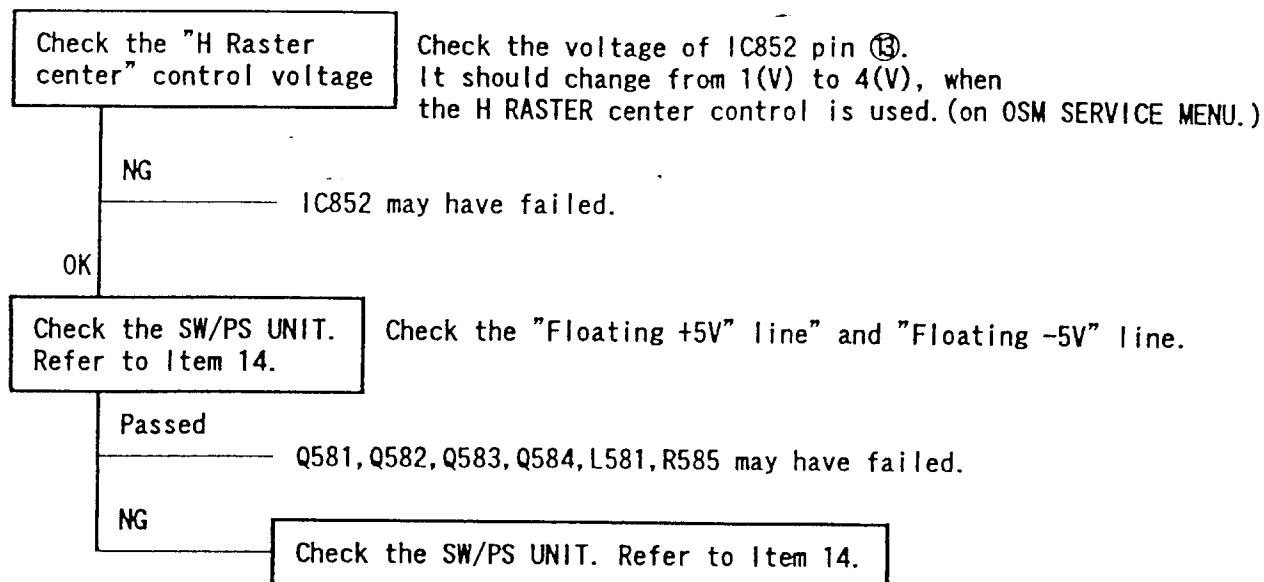 Check the "H Raster
center" control voltage
Check the voltage of IC852 pin ⑬.
It should change from 1(V) to 4(V), when
the H RASTER center control is used.(on OSM SERVICE MENU.)
NG
IC852 may have failed.
OK
Check the SW/PS UNIT.
Refer to Item 14.
Check the "Floating +5V" line" and "Floating -5V" line.
Passed
Q581,Q582,Q583,Q584,L581,R585 may have failed.
NG
Check the SW/PS UNIT. Refer to Item 14.